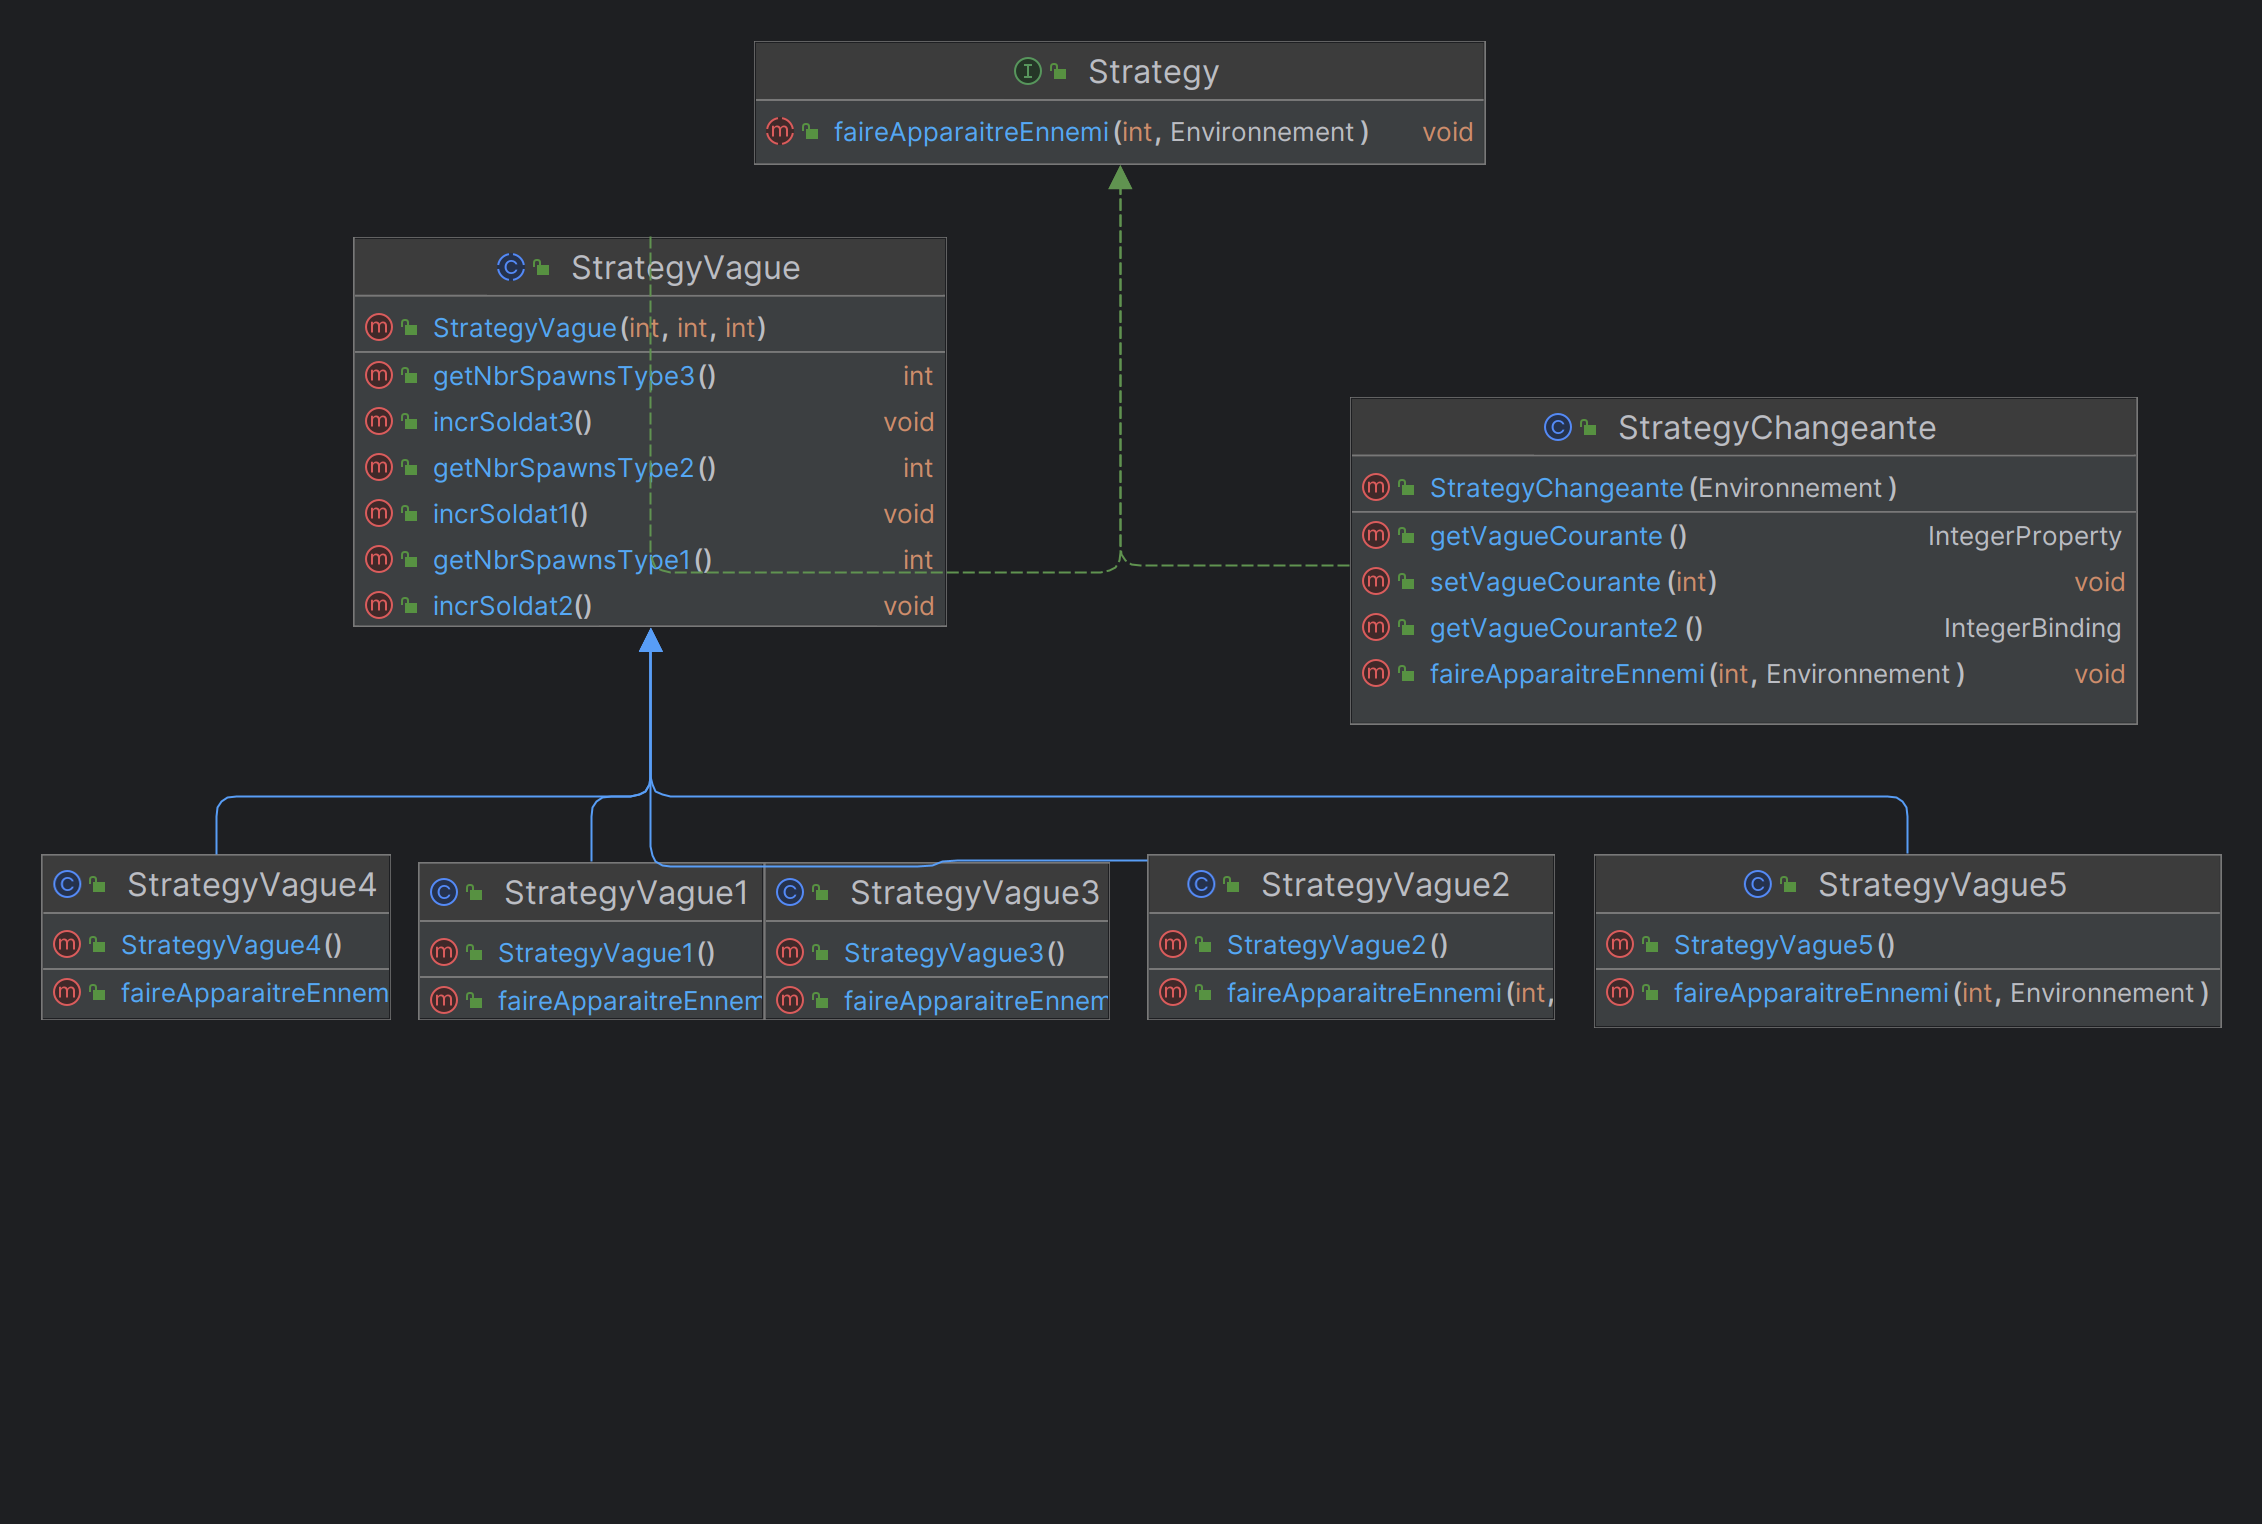 Strategy
faireApparaitreEnnemi(int, Environnement) void
StrategyVague
StrategyVague(int, int, int)
getNbrSpawnsType3() int
incrSoldat3() void
getNbrSpawnsType2() int
incrSoldat1() void
getNbrSpawnsType1() int
incrSoldat2() void
StrategyChangeante
StrategyChangeante(Environnement)
getVagueCourante() IntegerProperty
setVagueCourante(int) void
getVagueCourante2() IntegerBinding
faireApparaitreEnnemi(int, Environnement) void
StrategyVague4
StrategyVague4()
faireApparaitreEnnem
StrategyVague1
StrategyVague1()
faireApparaitreEnnem
StrategyVague3
StrategyVague3()
faireApparaitreEnnem
StrategyVague2
StrategyVague2()
faireApparaitreEnnemi(int,
StrategyVague5
StrategyVague5()
faireApparaitreEnnemi(int, Environnement)